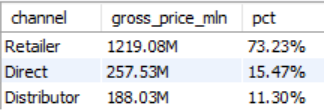 channel gross_price_mln pct
Retailer 1219.08M 73.23%
Direct 257.53M 15.47%
Distributor 188.03M 11.30%